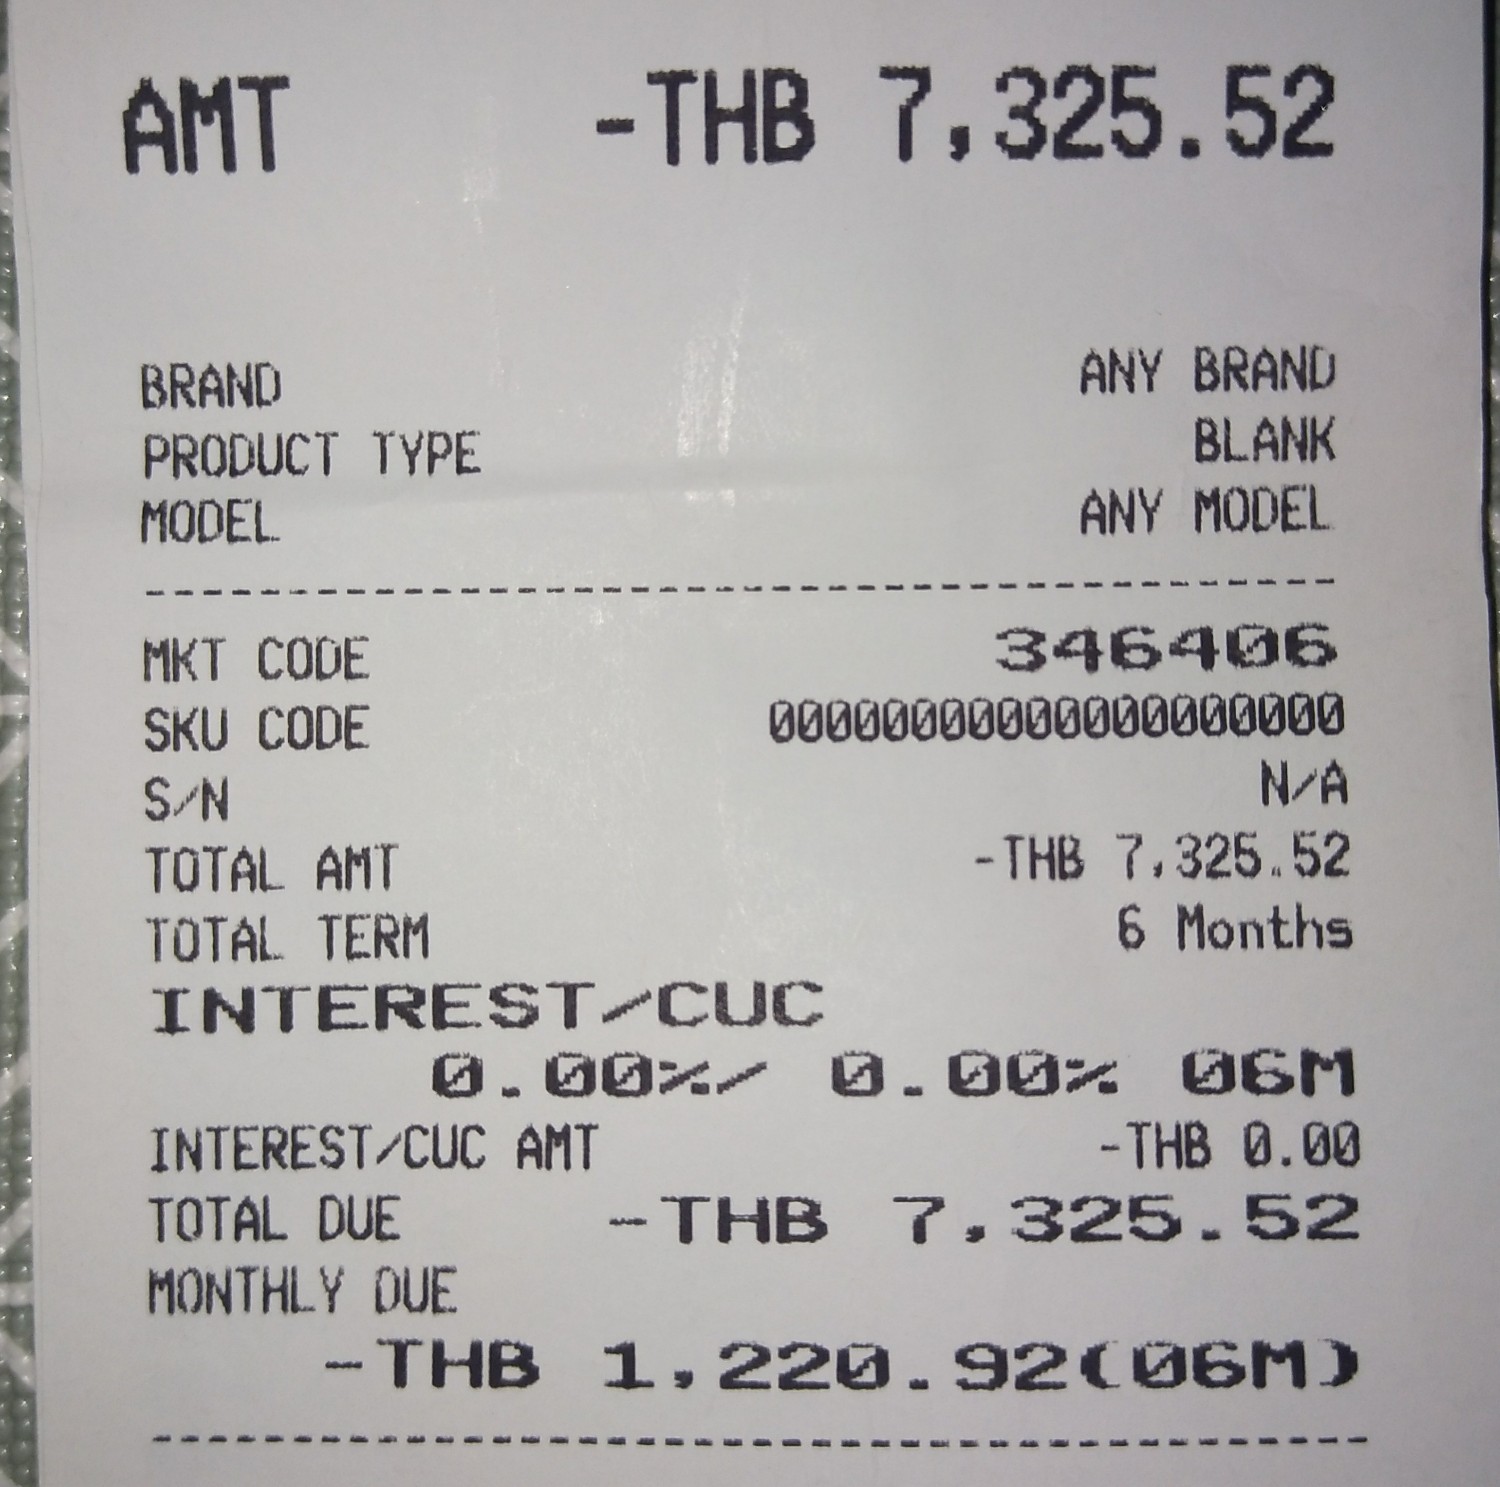 AMT -THB 7,325.52
BRAND ANY BRAND
PRODUCT TYPE BLANK
MODEL ANY MODEL
------------------------------------------
MKT CODE 346406
SKU CODE 00000000000000000000
S/N N/A
TOTAL AMT -THB 7,325.52
TOTAL TERM 6 Months
INTEREST/CUC
0.00%/ 0.00% 06M
INTEREST/CUC AMT -THB 0.00
TOTAL DUE -THB 7,325.52
MONTHLY DUE
-THB 1,220.92(06M)
------------------------------------------